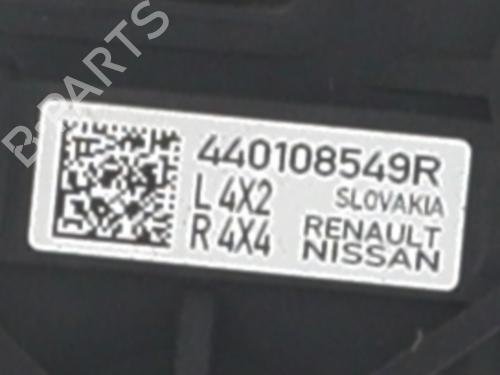 B-PARTS
440108549R
L 4X2 SLOVAKIA
R 4X4 RENAULT
NISSAN